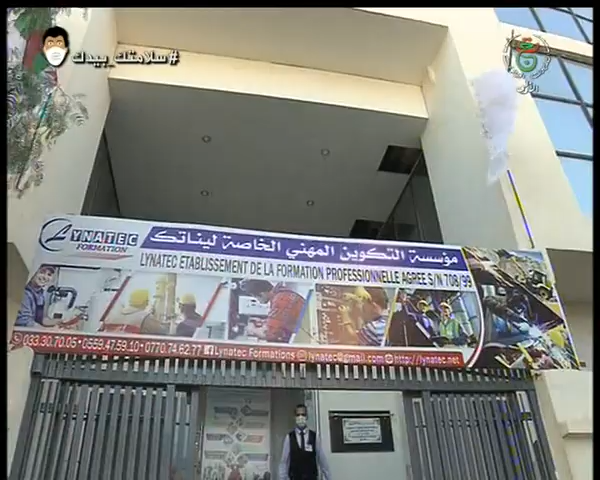 #سلامتك_بيدك
الأولى
مؤسسة التكوين المهني الخاصة ليناتك
LYNATEC
FORMATION
LYNATEC ETABLISSEMENT DE LA FORMATION PROFESSIONNELLE AGREE S/N 708/99
033.30.70.05 - 0559.47.59.10 - 0770.74.62.77 Lynatec Formations lynatec@gmail.com http://lynatec.net